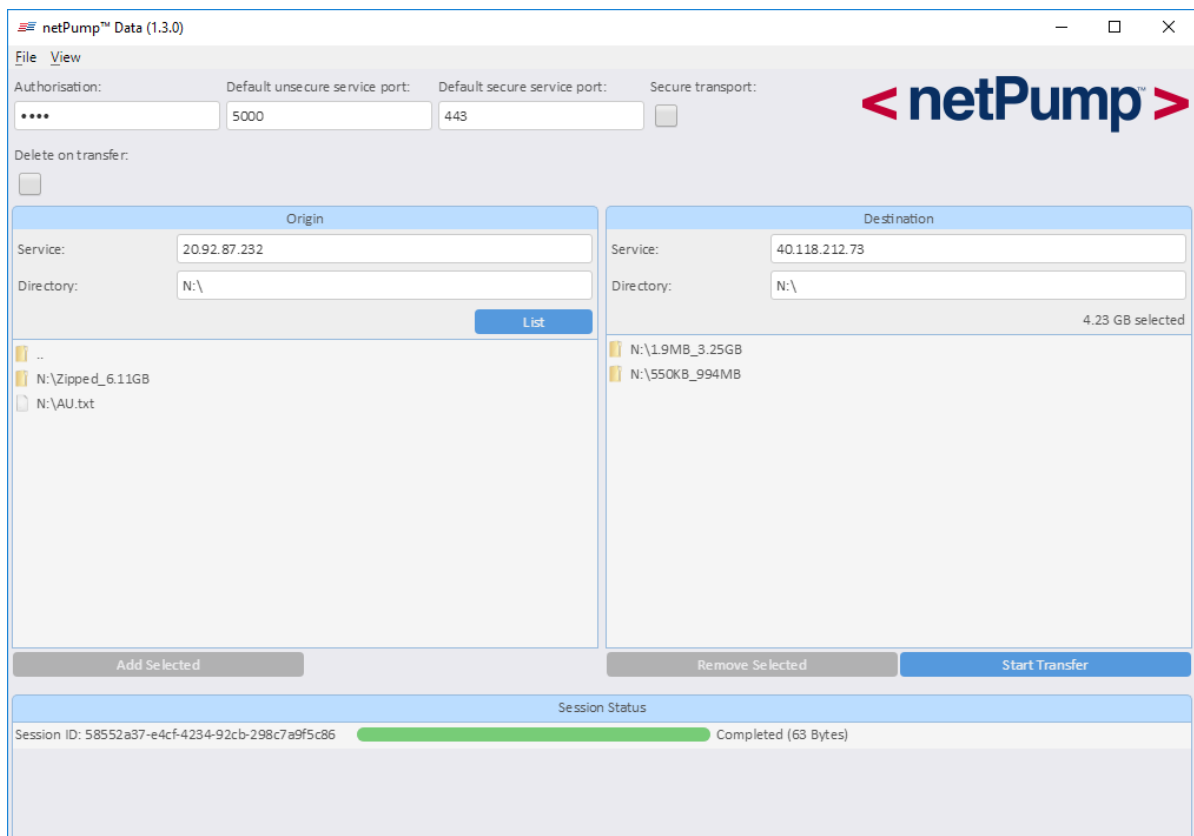 netPump™ Data (1.3.0)
File View
Authorisation: Default unsecure service port: Default secure service port: Secure transport:
•••• 5000 443
<netPump™>
Delete on transfer:
Origin Destination
Service: 20.92.87.232 Service: 40.118.212.73
Directory: N:\ Directory: N:\
List 4.23 GB selected
.. N:\1.9MB_3.25GB
N:\Zipped_6.11GB N:\550KB_994MB
N:\AU.txt
Add Selected Remove Selected Start Transfer
Session Status
Session ID: 58552a37-e4cf-4234-92cb-298c7a9f5c86 Completed (63 Bytes)